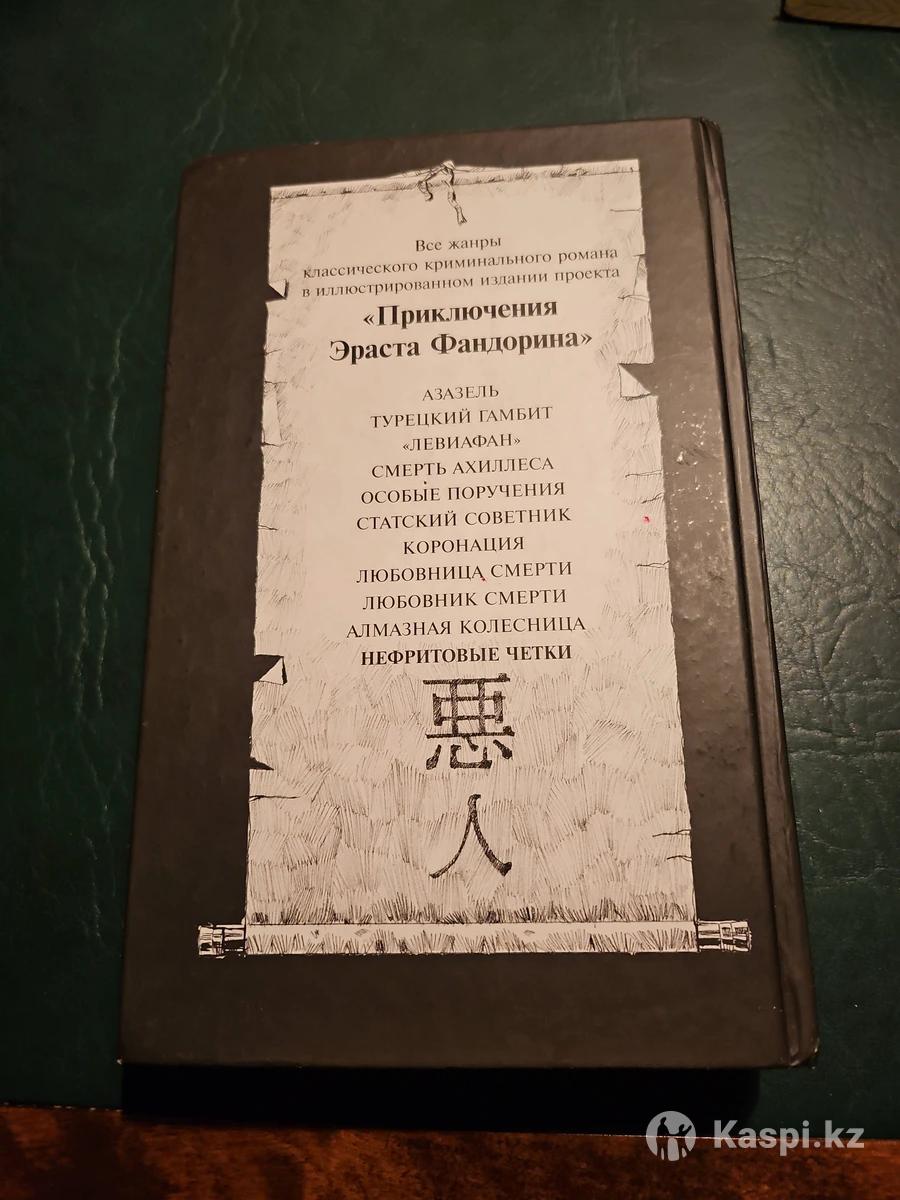 Все жанры
классического криминального романа
в иллюстрированном издании проекта
«Приключения
Эраста Фандорина»
АЗАЗЕЛЬ
ТУРЕЦКИЙ ГАМБИТ
«ЛЕВИАФАН»
СМЕРТЬ АХИЛЛЕСА
ОСОБЫЕ ПОРУЧЕНИЯ
СТАТСКИЙ СОВЕТНИК
КОРОНАЦИЯ
ЛЮБОВНИЦА СМЕРТИ
ЛЮБОВНИК СМЕРТИ
АЛМАЗНАЯ КОЛЕСНИЦА
НЕФРИТОВЫЕ ЧЕТКИ
悪
人
Kaspi.kz